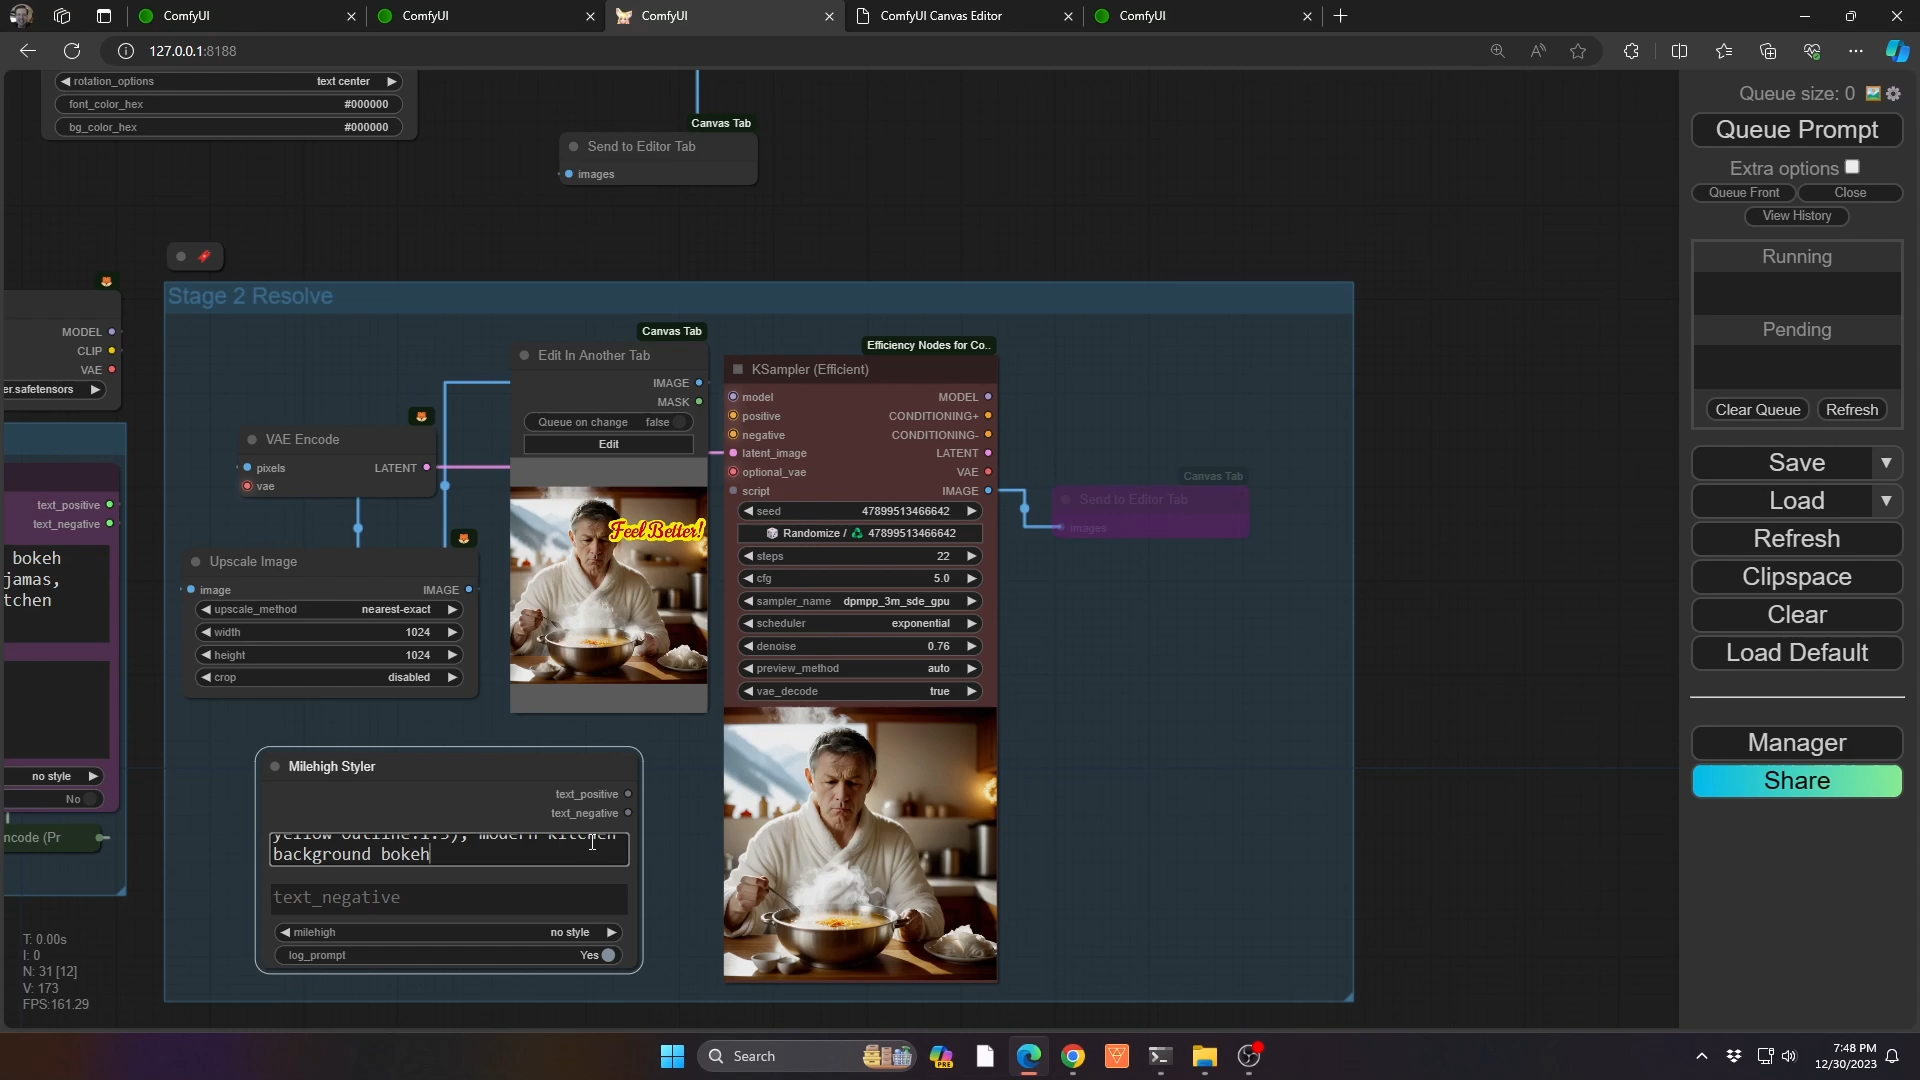 ComfyUI
ComfyUI
ComfyUI
ComfyUI Canvas Editor
ComfyUI
127.0.0.1:8188
rotation_options text center
font_color_hex #000000
bg_color_hex #000000
Canvas Tab
Send to Editor Tab
images
Queue size: 0
Queue Prompt
Extra options
Queue Front Close
View History
Running
Pending
Clear Queue Refresh
Save
Load
Refresh
Clipspace
Clear
Load Default
Manager
Share
MODEL
CLIP
VAE
er.safetensors
text_positive
text_negative
bokeh
jamas,
tchen
no style
No
ncode (Pr
Stage 2 Resolve
VAE Encode
pixels LATENT
vae
Upscale Image
image IMAGE
upscale_method nearest-exact
width 1024
height 1024
crop disabled
Canvas Tab
Edit In Another Tab
IMAGE
MASK
Queue on change false
Edit
Feel Better!
Efficiency Nodes for Co..
KSampler (Efficient)
model MODEL
positive CONDITIONING+
negative CONDITIONING-
latent_image LATENT
optional_vae VAE
script IMAGE
seed 47899513466642
Randomize / 47899513466642
steps 22
cfg 5.0
sampler_name dpmpp_3m_sde_gpu
scheduler exponential
denoise 0.76
preview_method auto
vae_decode true
Canvas Tab
Send to Editor Tab
images
Milehigh Styler
text_positive
text_negative
yellow outline:1.3), modern kitchen
background bokeh
text_negative
milehigh no style
log_prompt Yes
T: 0.00s
I: 0
N: 31 [12]
V: 173
FPS:161.29
Search
PRE
7:48 PM
12/30/2023